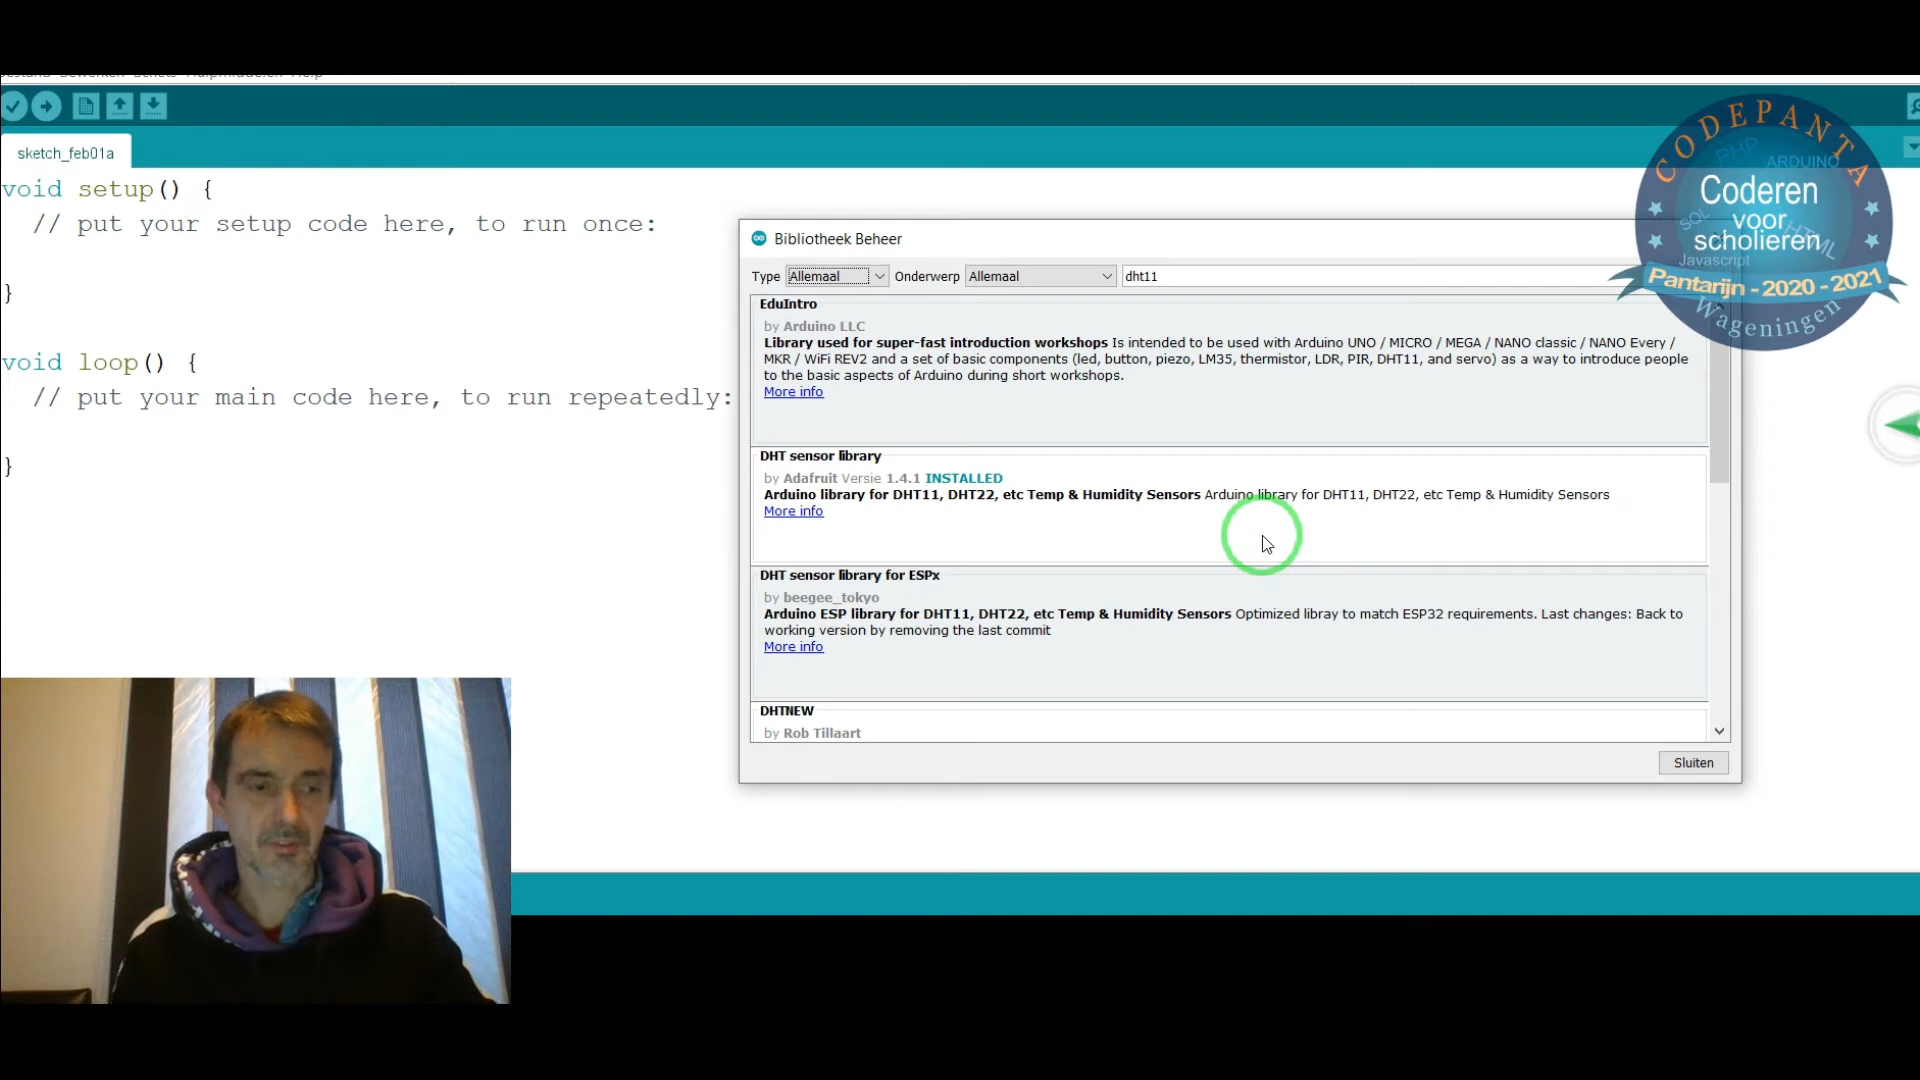 sketch_feb01a
void setup() {
// put your setup code here, to run once:
}
void loop() {
// put your main code here, to run repeatedly:
}
Bibliotheek Beheer
Type Allemaal Onderwerp Allemaal dht11
EduIntro
by Arduino LLC
Library used for super-fast introduction workshops Is intended to be used with Arduino UNO / MICRO / MEGA / NANO classic / NANO Every /
MKR / WiFi REV2 and a set of basic components (led, button, piezo, LM35, thermistor, LDR, PIR, DHT11, and servo) as a way to introduce people
to the basic aspects of Arduino during short workshops.
More info
DHT sensor library
by Adafruit Versie 1.4.1 INSTALLED
Arduino library for DHT11, DHT22, etc Temp & Humidity Sensors Arduino library for DHT11, DHT22, etc Temp & Humidity Sensors
More info
DHT sensor library for ESPx
by beegee_tokyo
Arduino ESP library for DHT11, DHT22, etc Temp & Humidity Sensors Optimized libray to match ESP32 requirements. Last changes: Back to
working version by removing the last commit
More info
DHTNEW
by Rob Tillaart
Sluiten
CODEPANTA
PHP
ARDUINO
Coderen
SQL
voor
HTML
scholieren
Javascript
Pantarijn - 2020 - 2021
Wageningen